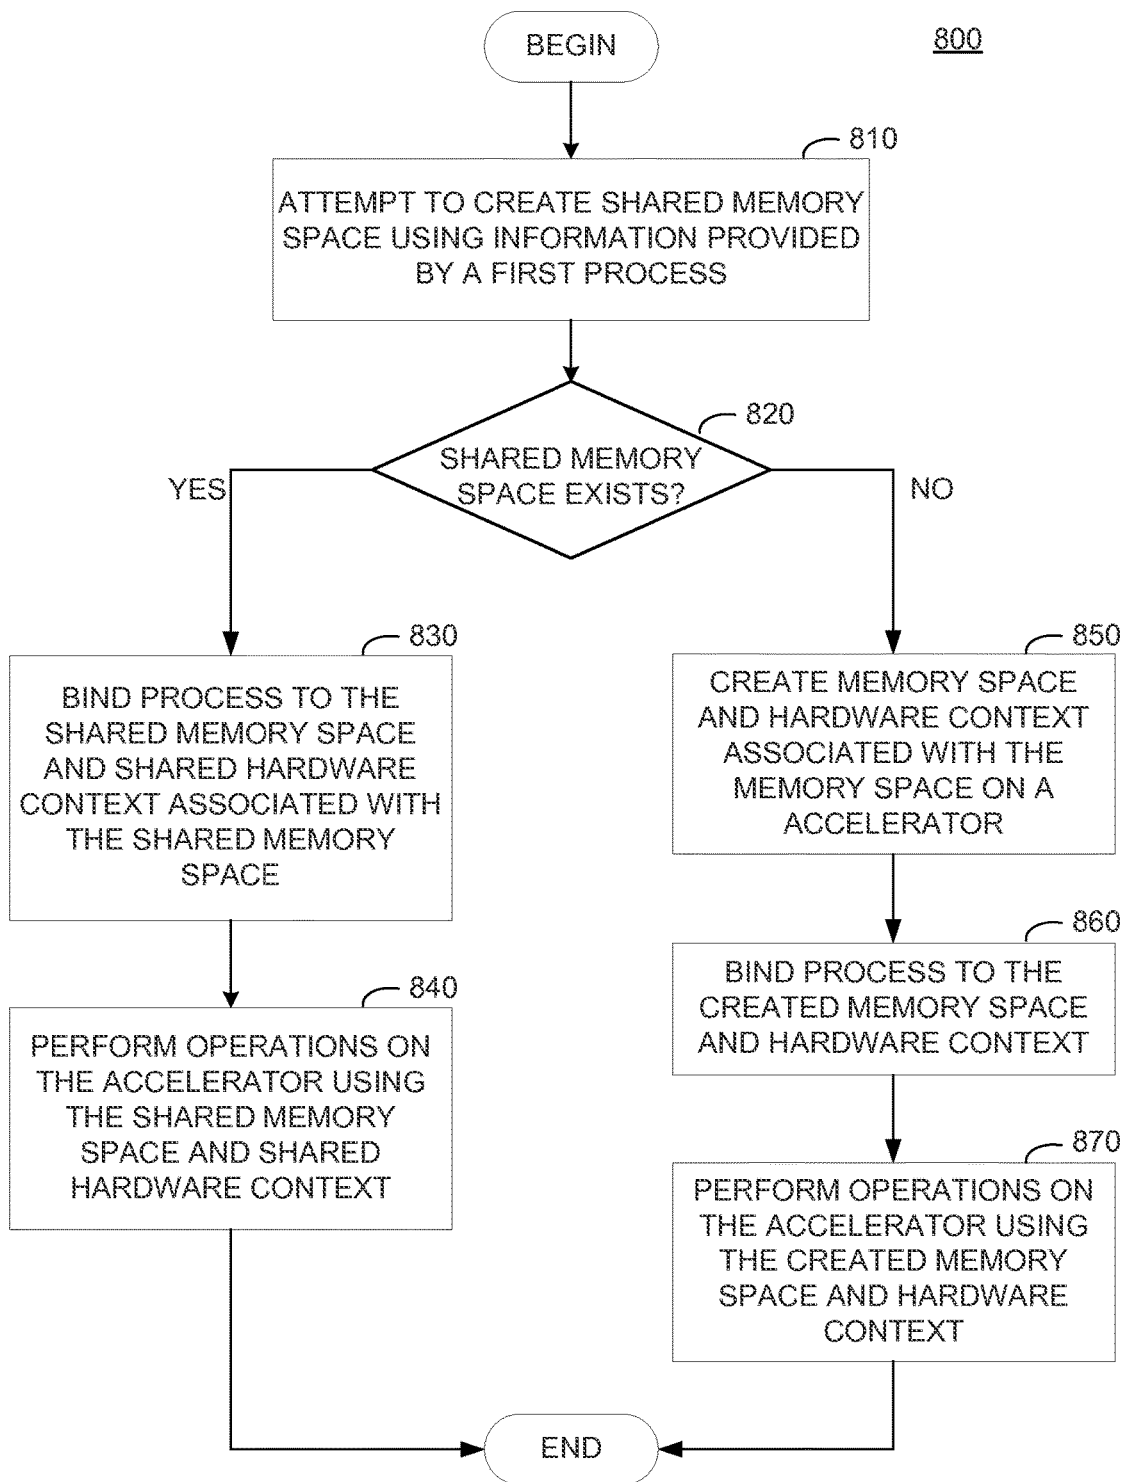 BEGIN
800
810
ATTEMPT TO CREATE SHARED MEMORY
SPACE USING INFORMATION PROVIDED
BY A FIRST PROCESS
820
SHARED MEMORY
SPACE EXISTS?
YES
NO
830
BIND PROCESS TO THE
SHARED MEMORY SPACE
AND SHARED HARDWARE
CONTEXT ASSOCIATED WITH
THE SHARED MEMORY
SPACE
840
PERFORM OPERATIONS ON
THE ACCELERATOR USING
THE SHARED MEMORY
SPACE AND SHARED
HARDWARE CONTEXT
850
CREATE MEMORY SPACE
AND HARDWARE CONTEXT
ASSOCIATED WITH THE
MEMORY SPACE ON A
ACCELERATOR
860
BIND PROCESS TO THE
CREATED MEMORY SPACE
AND HARDWARE CONTEXT
870
PERFORM OPERATIONS ON
THE ACCELERATOR USING
THE CREATED MEMORY
SPACE AND HARDWARE
CONTEXT
END